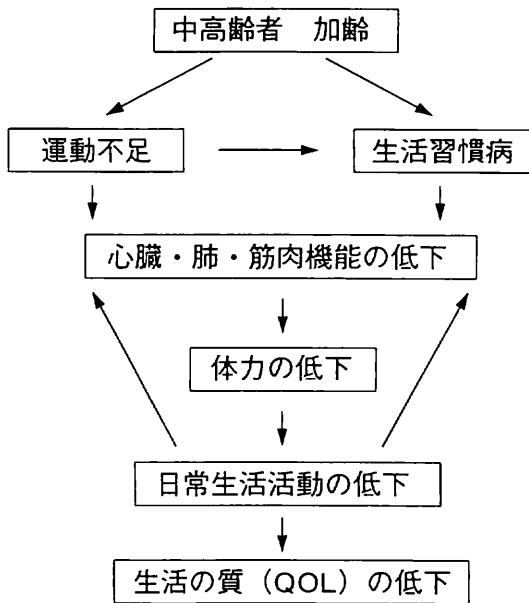 中高齢者 加齢
運動不足
生活習慣病
心臓・肺・筋肉機能の低下
体力の低下
日常生活活動の低下
生活の質（QOL）の低下